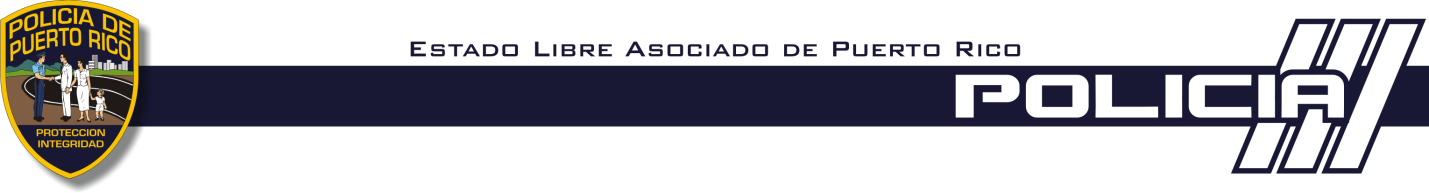 POLICIA DE
PUERTO RICO
PROTECCION
INTEGRIDAD
ESTADO LIBRE ASOCIADO DE PUERTO RICO
POLICIA